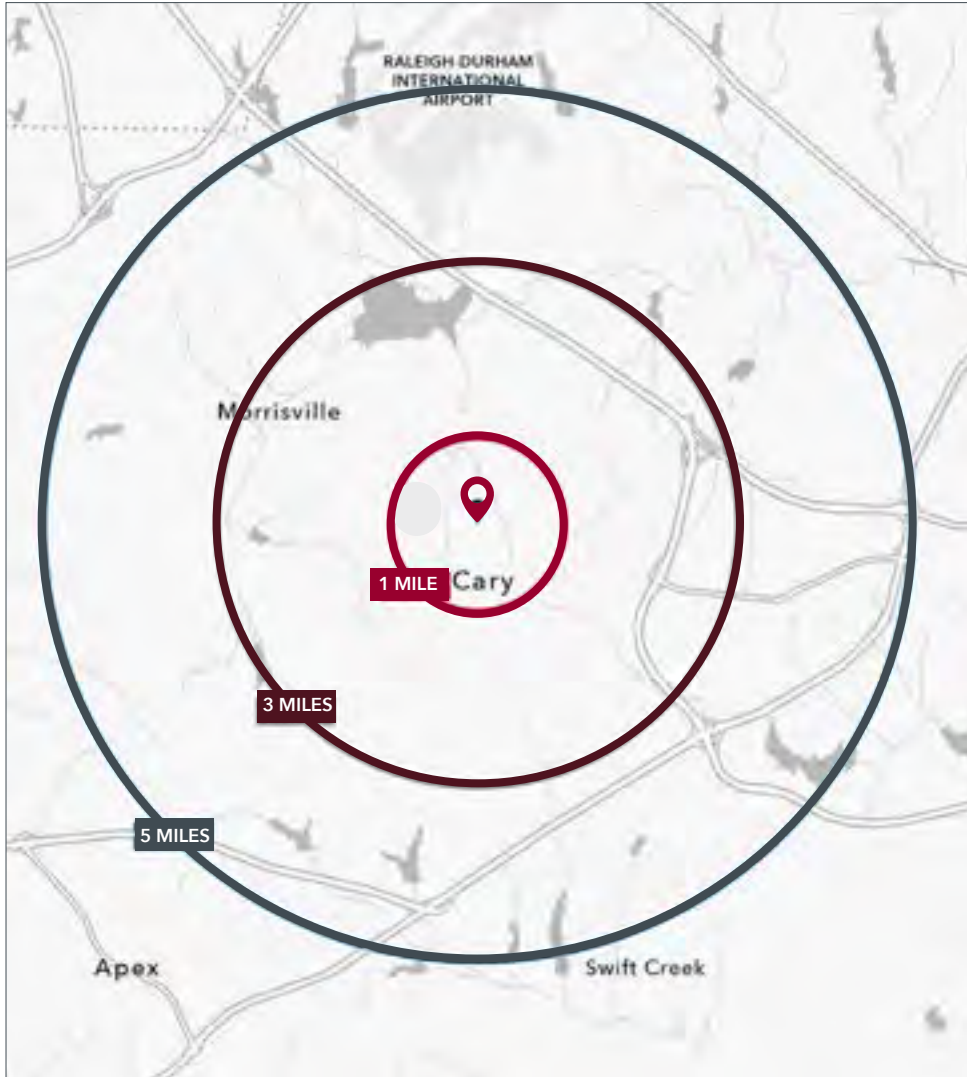 RALEIGH-DURHAM
INTERNATIONAL
AIRPORT
Morrisville
1 MILE
Cary
3 MILES
5 MILES
Apex
Swift Creek